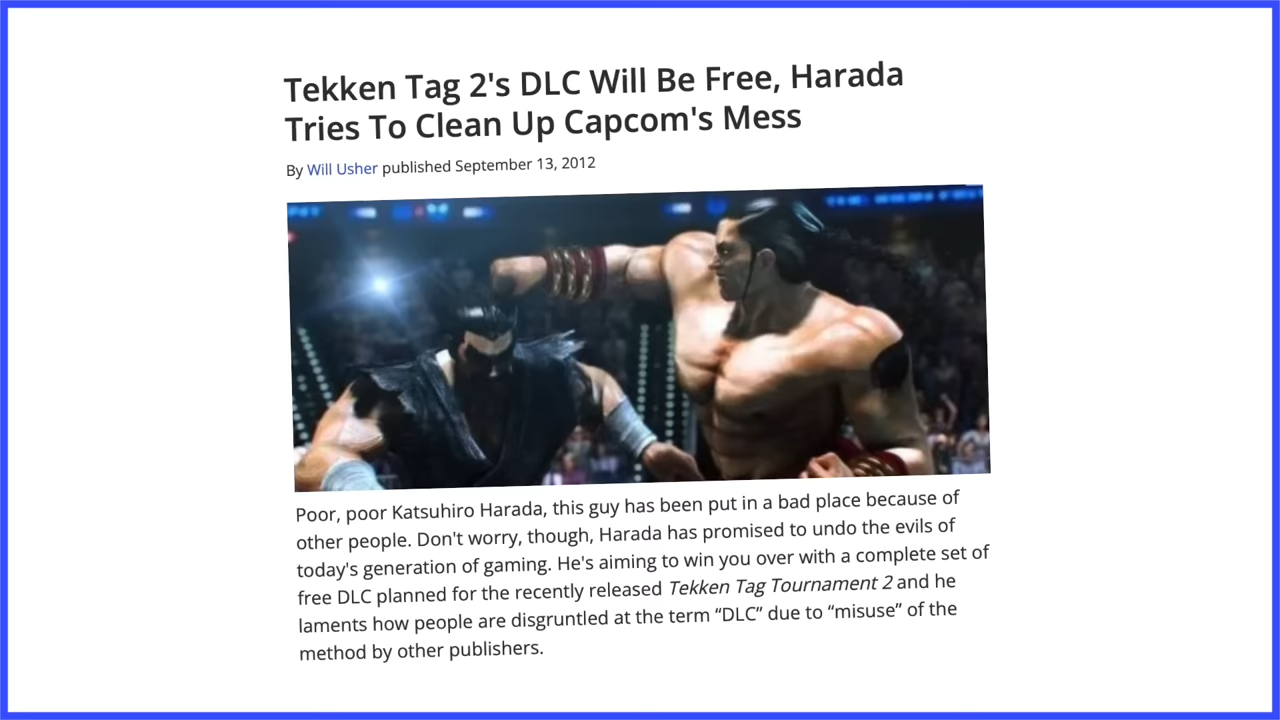 Tekken Tag 2's DLC Will Be Free, Harada
Tries To Clean Up Capcom's Mess
By Will Usher published September 13, 2012
Poor, poor Katsuhiro Harada, this guy has been put in a bad place because of
other people. Don't worry, though, Harada has promised to undo the evils of
today's generation of gaming. He's aiming to win you over with a complete set of
free DLC planned for the recently released Tekken Tag Tournament 2 and he
laments how people are disgruntled at the term “DLC” due to “misuse” of the
method by other publishers.